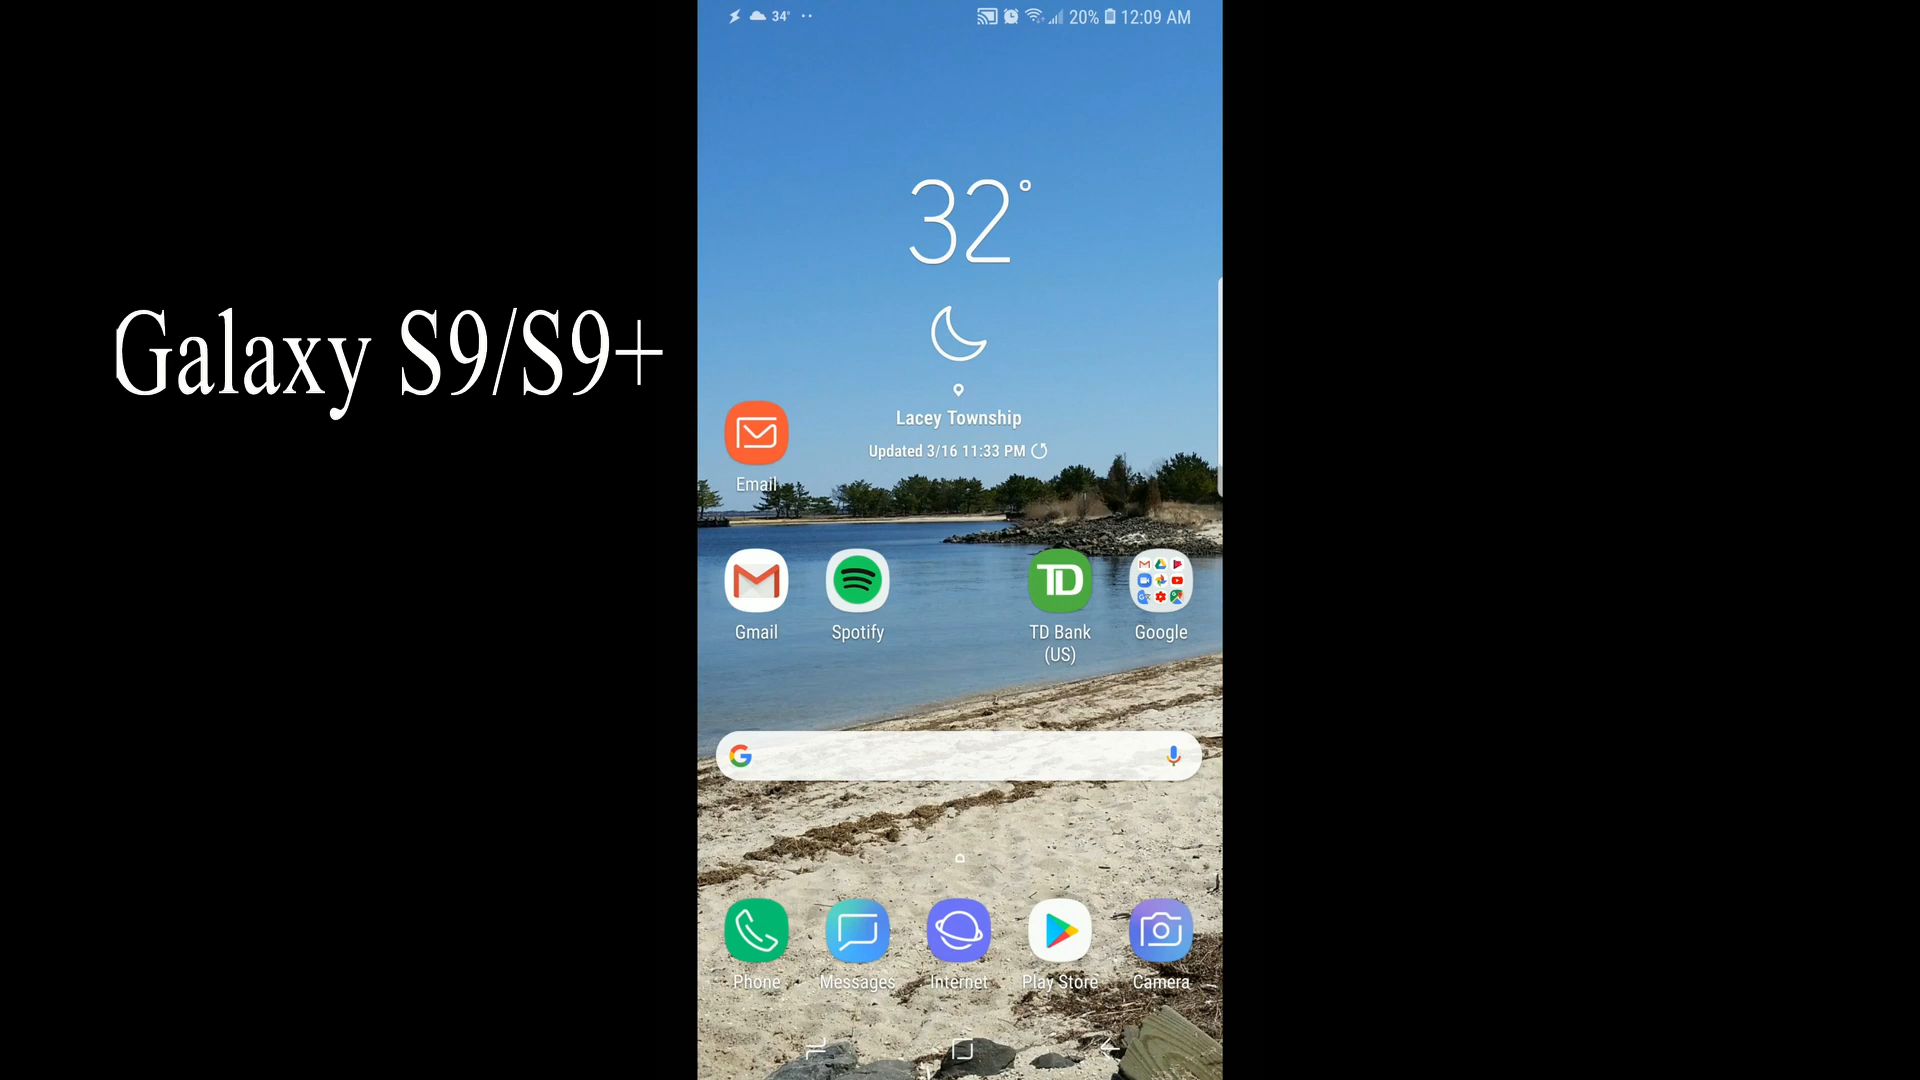 34°
20% 12:09 AM
32°
Galaxy S9/S9+
Lacey Township
Updated 3/16 11:33 PM
Email
TD
Gmail
Spotify
TD Bank
(US)
Google
G
Phone
Messages
Internet
Play Store
Camera